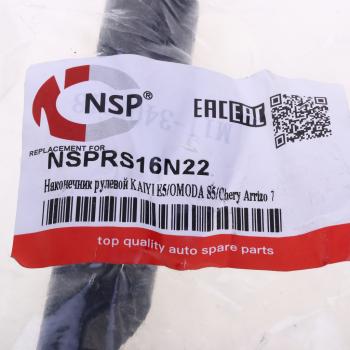 NSP®
EAC EAC
REPLACEMENT FOR
NSPRS16N22
Наконечник рулевой KAIYI E5/OMODA S5/Chery Arrizo 7
top quality auto spare parts